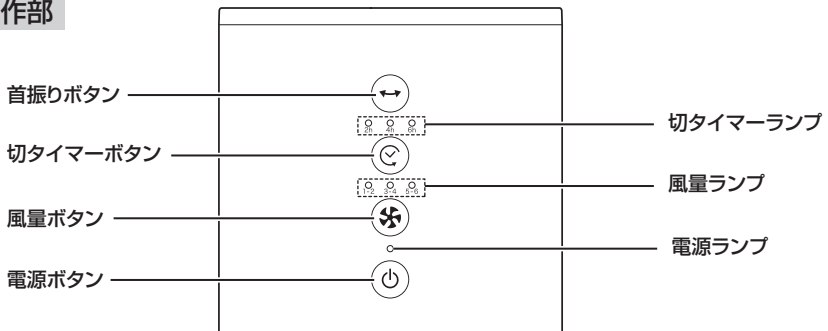 作部
首振りボタン
切タイマーランプ
2h 4h 6h
切タイマーボタン
風量ランプ
1-2 3-4 5-6
風量ボタン
電源ランプ
電源ボタン